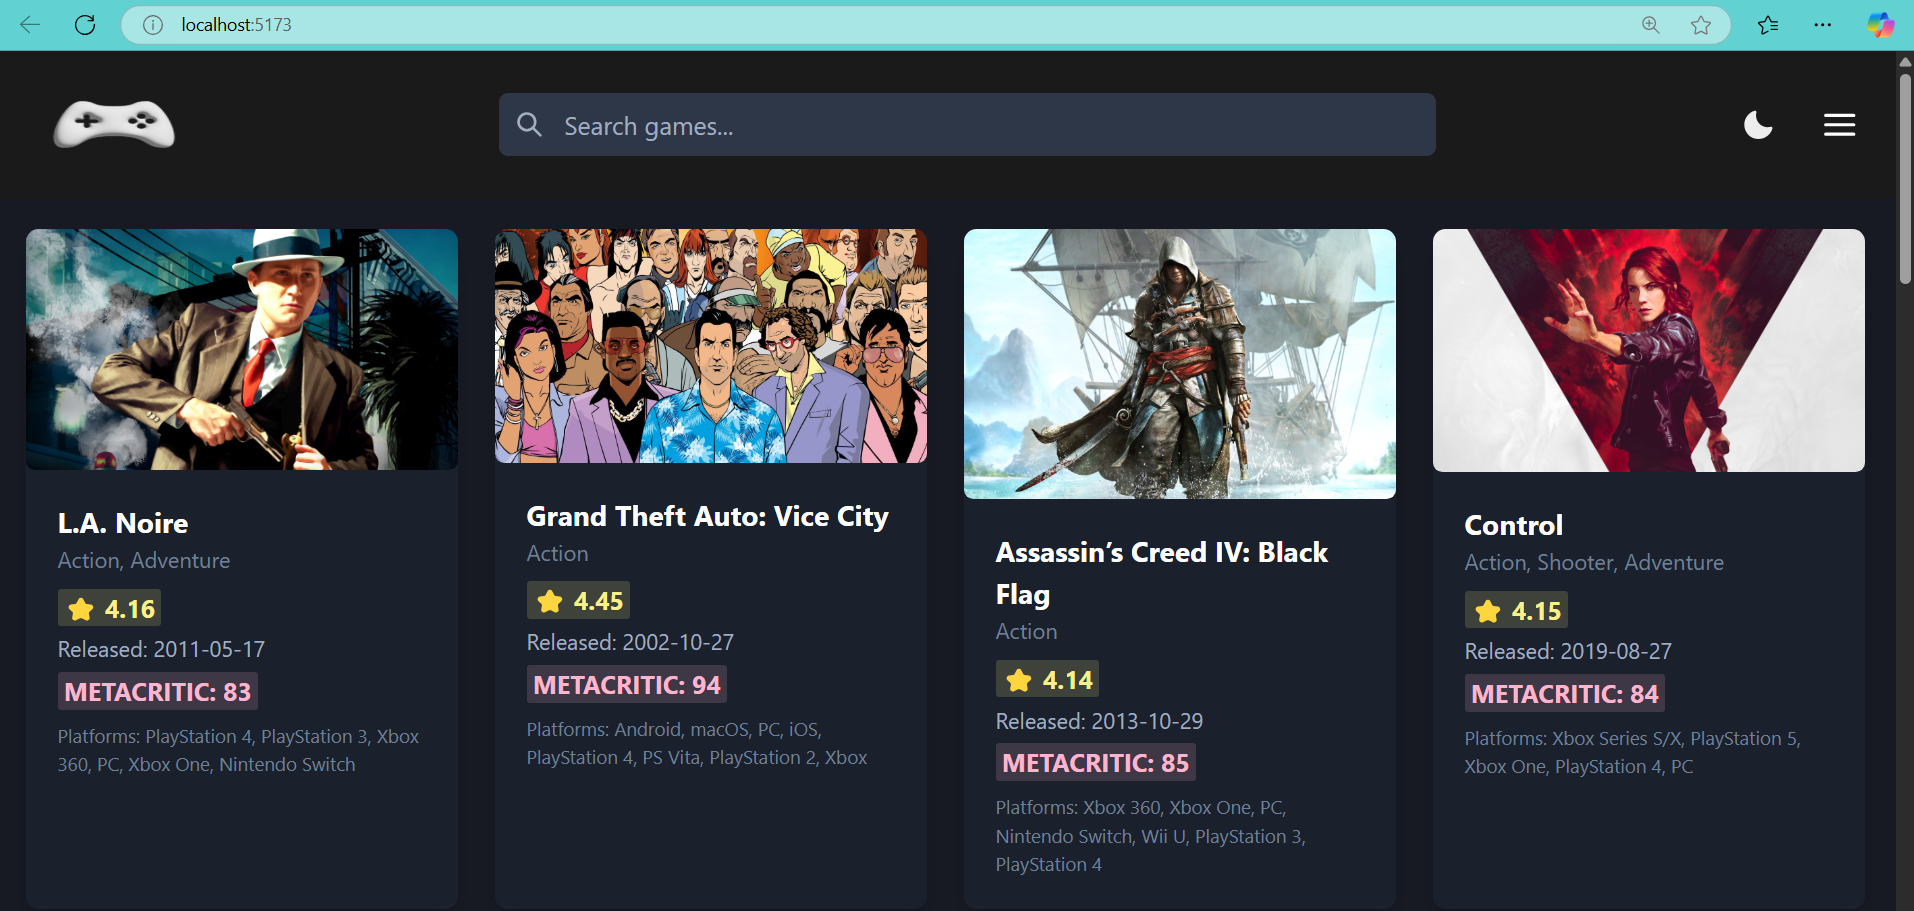 localhost:5173
Search games...
L.A. Noire
Action, Adventure
4.16
Released: 2011-05-17
METACRITIC: 83
Platforms: PlayStation 4, PlayStation 3, Xbox
360, PC, Xbox One, Nintendo Switch
Grand Theft Auto: Vice City
Action
4.45
Released: 2002-10-27
METACRITIC: 94
Platforms: Android, macOS, PC, iOS,
PlayStation 4, PS Vita, PlayStation 2, Xbox
Assassin’s Creed IV: Black
Flag
Action
4.14
Released: 2013-10-29
METACRITIC: 85
Platforms: Xbox 360, Xbox One, PC,
Nintendo Switch, Wii U, PlayStation 3,
PlayStation 4
Control
Action, Shooter, Adventure
4.15
Released: 2019-08-27
METACRITIC: 84
Platforms: Xbox Series S/X, PlayStation 5,
Xbox One, PlayStation 4, PC